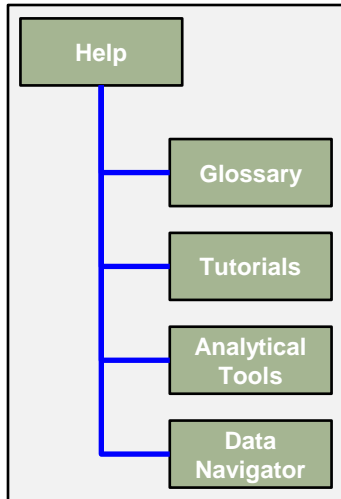 Help
Glossary
Tutorials
Analytical
Tools
Data
Navigator